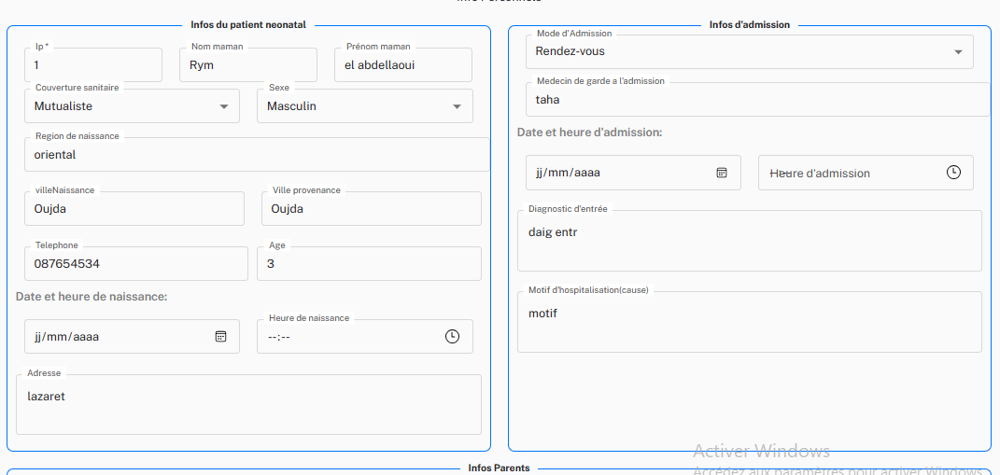 Infos du patient neonatal
Ip *
1
Nom maman
Rym
Prénom maman
el abdellaoui
Couverture sanitaire
Mutualiste
Sexe
Masculin
Region de naissance
oriental
villeNaissance
Oujda
Ville provenance
Oujda
Telephone
087654534
Age
3
Date et heure de naissance:
jj/mm/aaaa
Heure de naissance
--:--
Adresse
lazaret
Infos d'admission
Mode d'Admission
Rendez-vous
Medecin de garde a l'admission
taha
Date et heure d'admission:
jj/mm/aaaa
Heure d'admission
--:--
Diagnostic d'entrée
daig entr
Motif d'hospitalisation(cause)
motif
Activer Windows
Accédez aux paramètres pour activer Windows
Infos Parents